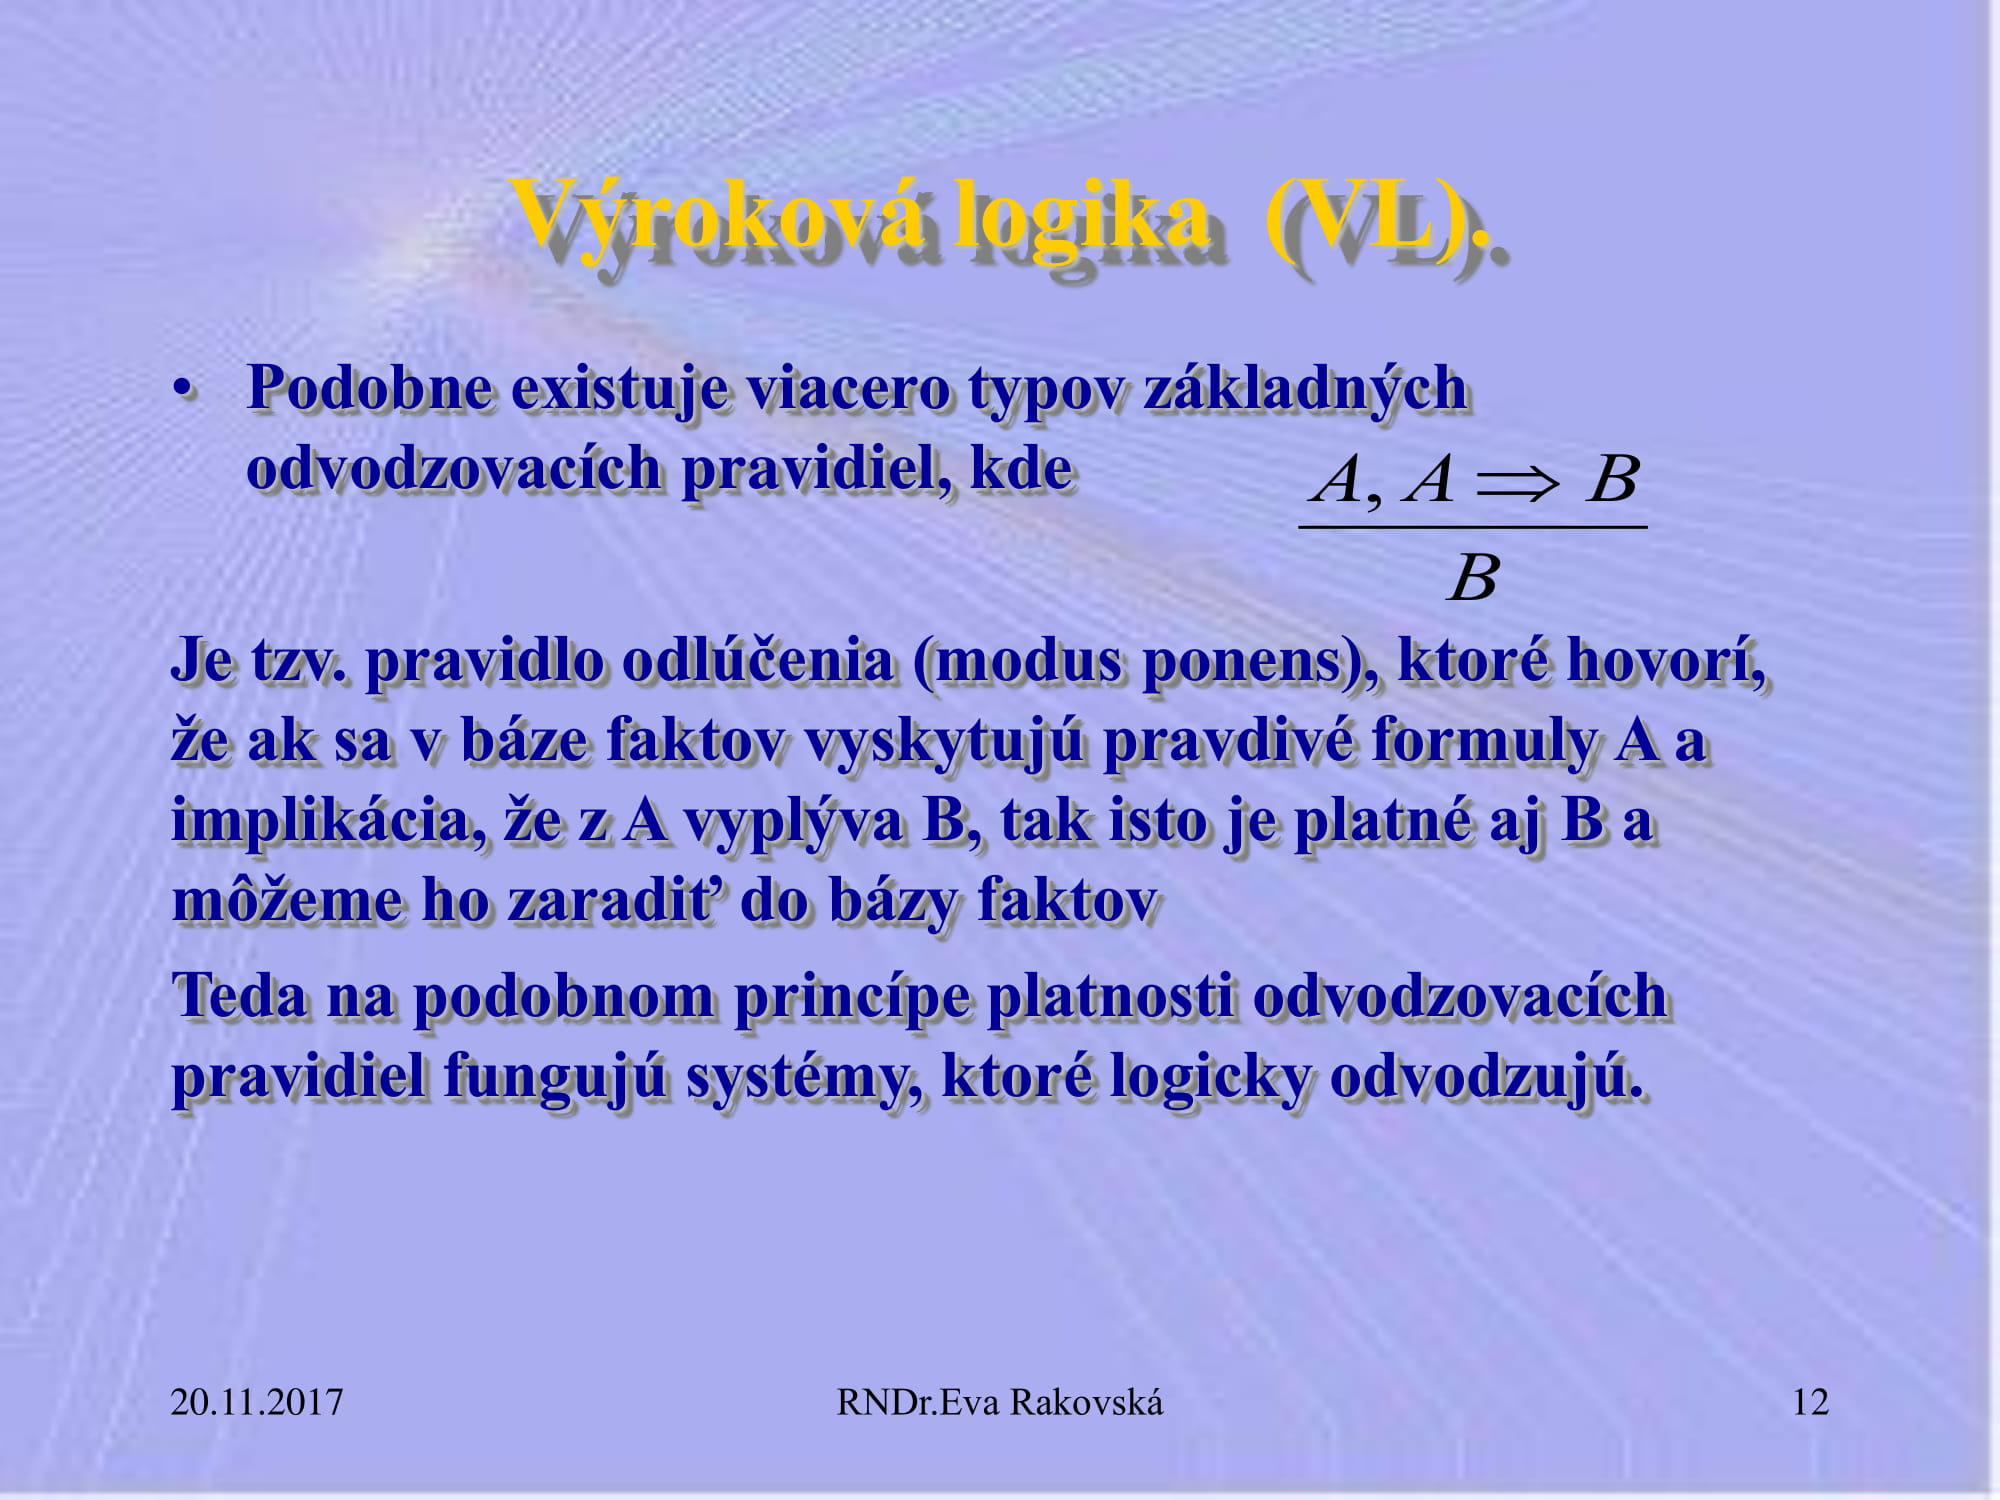 Výroková logika (VL).
• Podobne existuje viacero typov základných
odvodzovacích pravidiel, kde
A, A ⇒ B
B
Je tzv. pravidlo odlúčenia (modus ponens), ktoré hovorí,
že ak sa v báze faktov vyskytujú pravdivé formuly A a
implikácia, že z A vyplýva B, tak isto je platné aj B a
môžeme ho zaradiť do bázy faktov
Teda na podobnom princípe platnosti odvodzovacích
pravidiel fungujú systémy, ktoré logicky odvodzujú.
20.11.2017
RNDr.Eva Rakovská
12